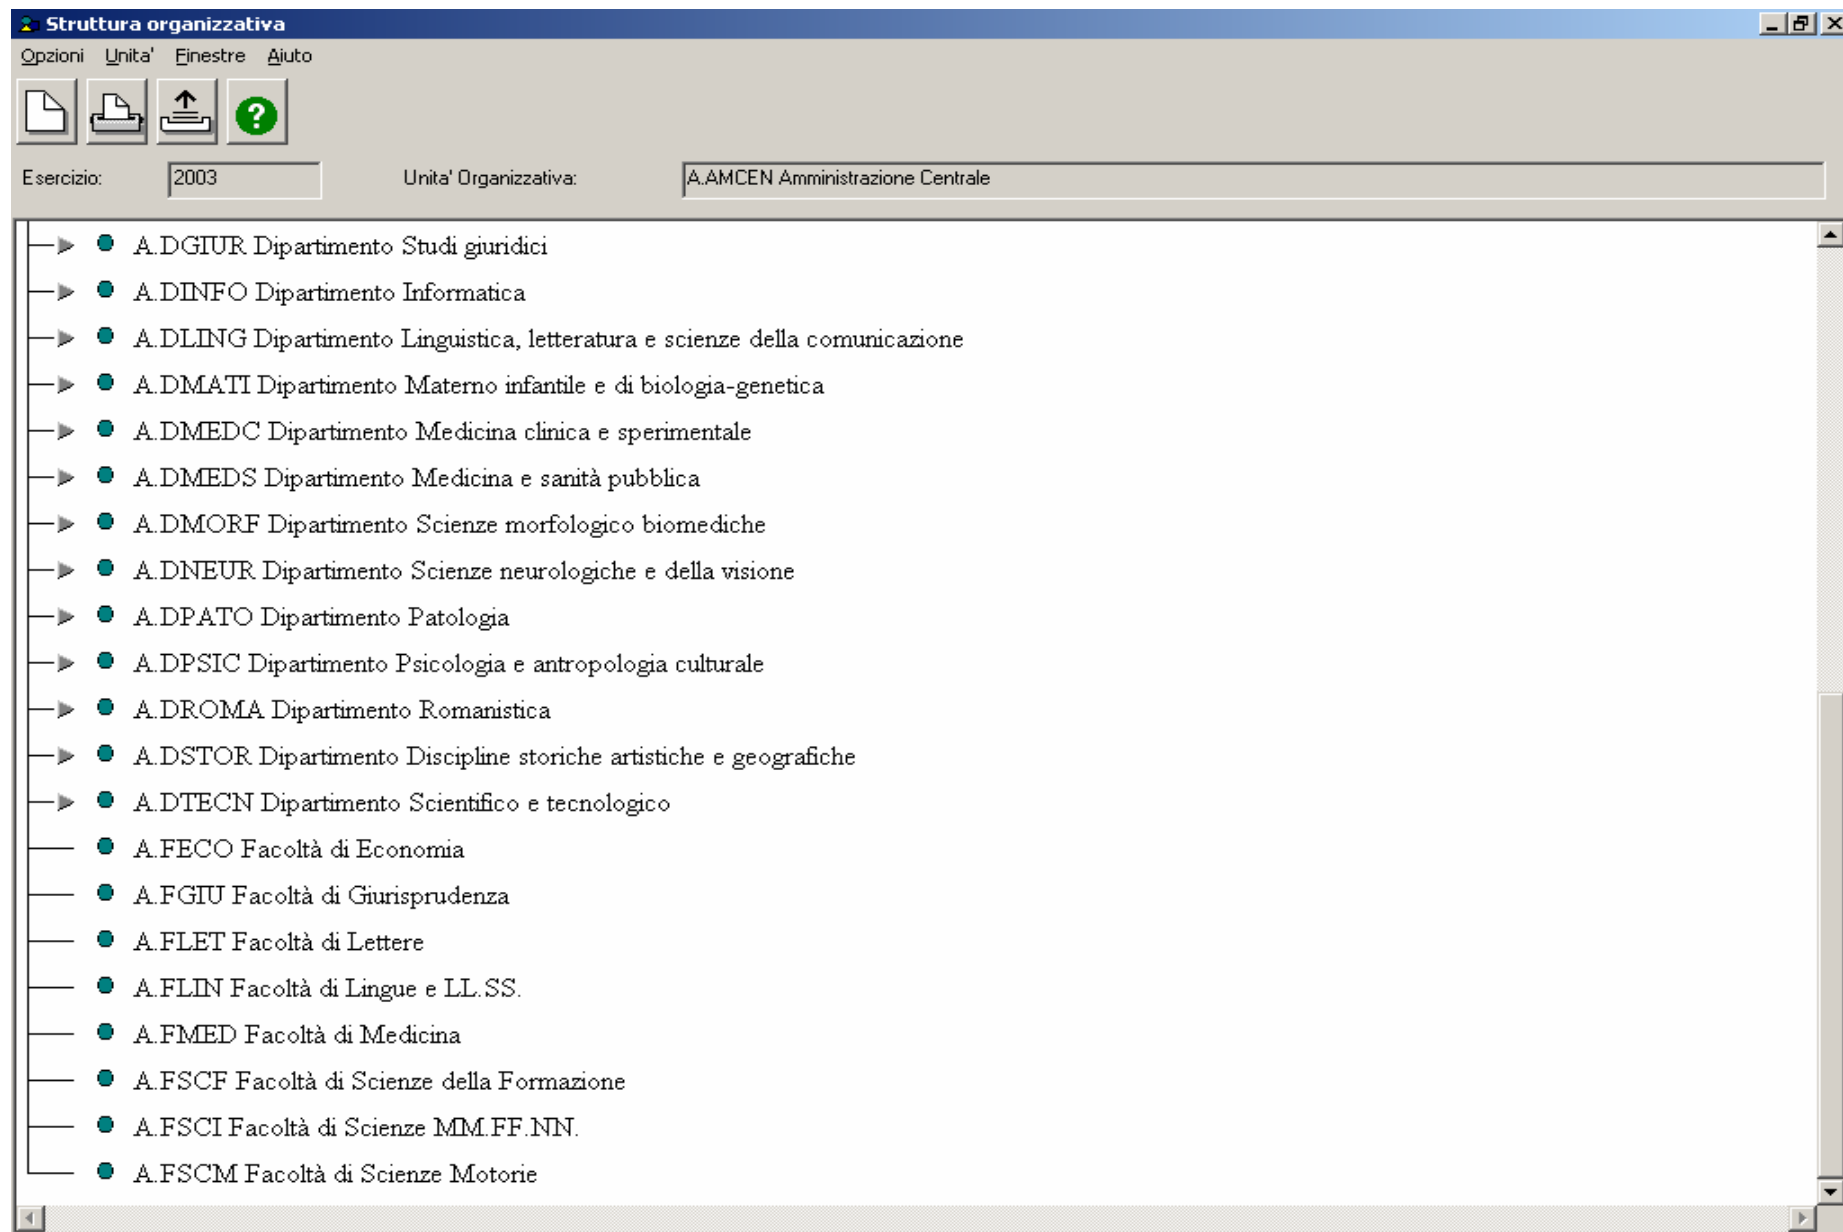 Struttura organizzativa
Opzioni Unita' Finestre Aiuto
?
Esercizio: 2003 Unita' Organizzativa: A.AMCEN Amministrazione Centrale
A.DGIUR Dipartimento Studi giuridici
A.DINFO Dipartimento Informatica
A.DLING Dipartimento Linguistica, letteratura e scienze della comunicazione
A.DMATI Dipartimento Materno infantile e di biologia-genetica
A.DMEDC Dipartimento Medicina clinica e sperimentale
A.DMEDS Dipartimento Medicina e sanità pubblica
A.DMORF Dipartimento Scienze morfologico biomediche
A.DNEUR Dipartimento Scienze neurologiche e della visione
A.DPATO Dipartimento Patologia
A.DPSIC Dipartimento Psicologia e antropologia culturale
A.DROMA Dipartimento Romanistica
A.DSTOR Dipartimento Discipline storiche artistiche e geografiche
A.DTECN Dipartimento Scientifico e tecnologico
A.FECO Facoltà di Economia
A.FGIU Facoltà di Giurisprudenza
A.FLET Facoltà di Lettere
A.FLIN Facoltà di Lingue e LL.SS.
A.FMED Facoltà di Medicina
A.FSCF Facoltà di Scienze della Formazione
A.FSCI Facoltà di Scienze MM.FF.NN.
A.FSCM Facoltà di Scienze Motorie